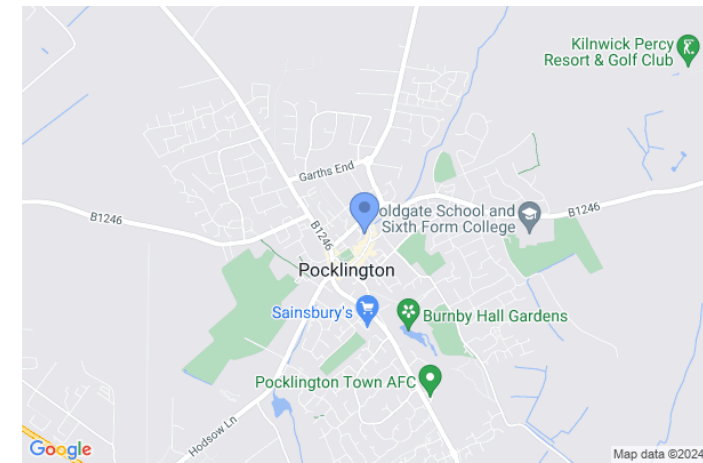 Kilnwick Percy
Resort & Golf Club
Garths End
B1246
B1246
B1246
oldgate School and
Sixth Form College
Pocklington
Sainsbury's
Burnby Hall Gardens
Pocklington Town AFC
Hodsow Ln
Google
Map data ©2024